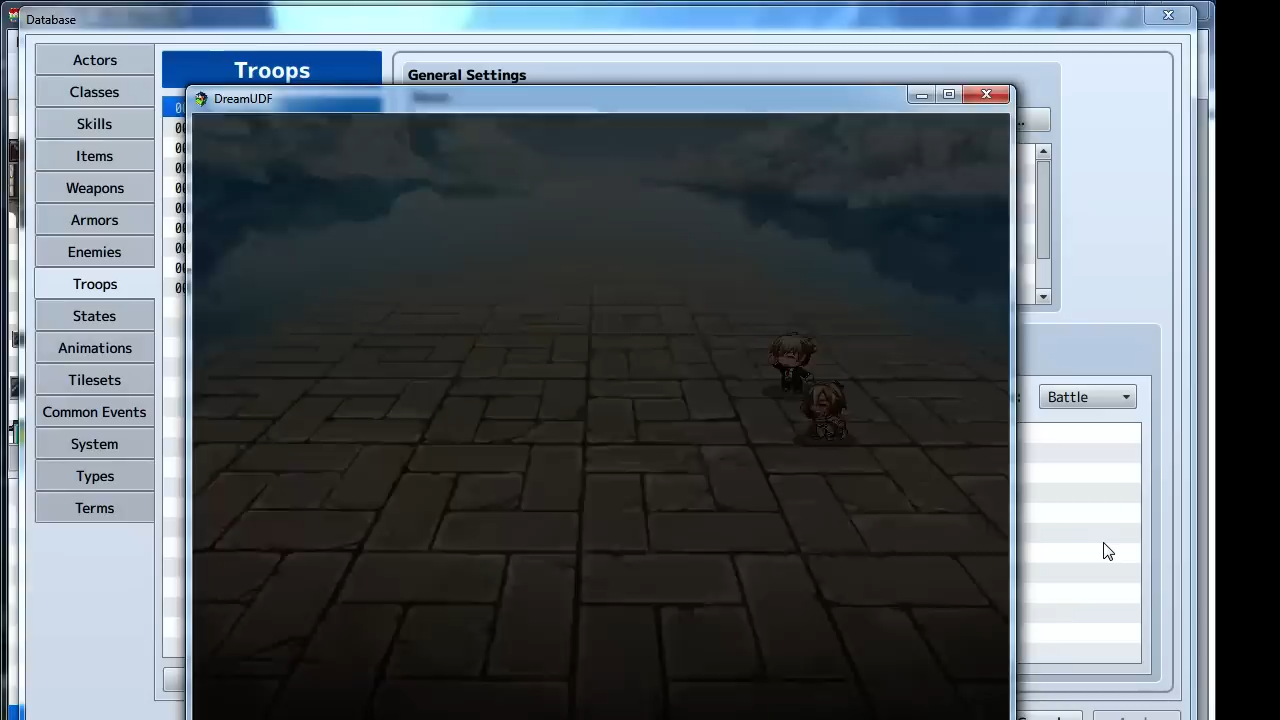 Database
Actors
Classes
Skills
Items
Weapons
Armors
Enemies
Troops
States
Animations
Tilesets
Common Events
System
Types
Terms
Troops
General Settings
DreamUDF
Battle